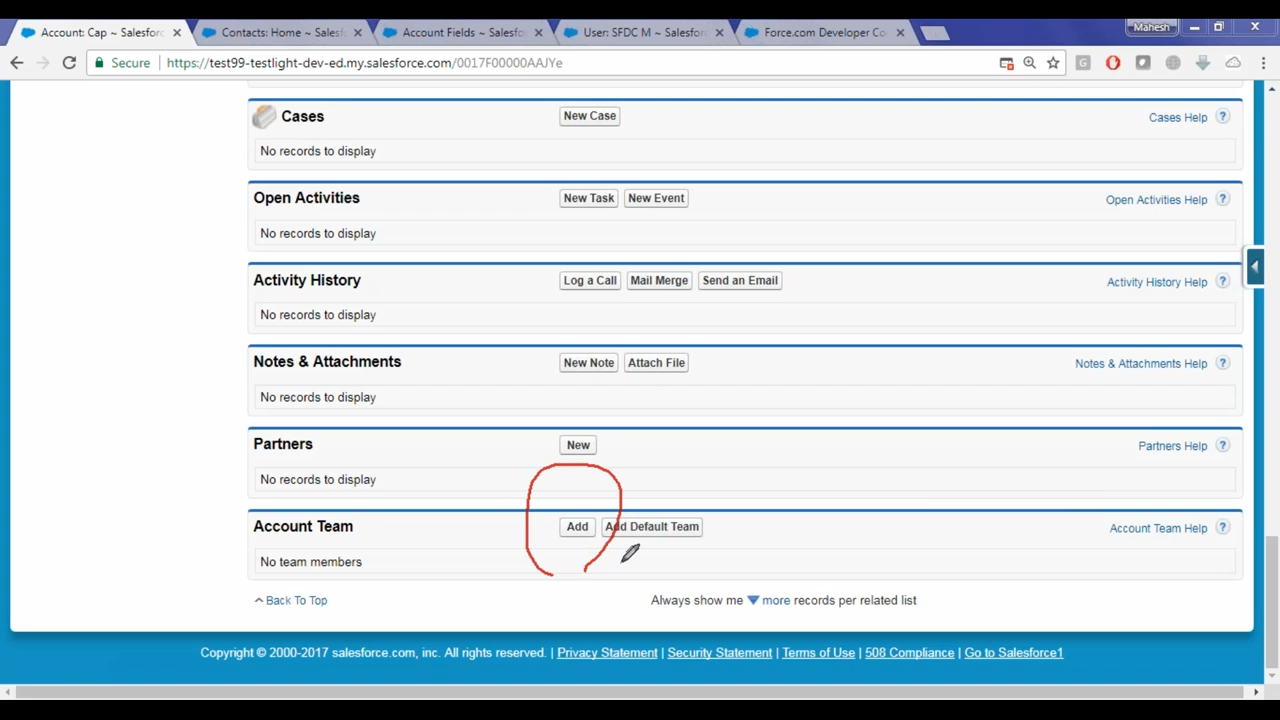 Account: Cap ~ Salesforc
Contacts: Home ~ Salesf
Account Fields ~ Salesfo
User: SFDC M ~ Salesfor
Force.com Developer Co
Mahesh
Secure
https://test99-testlight-dev-ed.my.salesforce.com/0017F00000AAJYe
Cases New Case Cases Help ?
No records to display
Open Activities New Task New Event Open Activities Help ?
No records to display
Activity History Log a Call Mail Merge Send an Email Activity History Help ?
No records to display
Notes & Attachments New Note Attach File Notes & Attachments Help ?
No records to display
Partners New Partners Help ?
No records to display
Account Team Add Add Default Team Account Team Help ?
No team members
Back To Top Always show me more records per related list
Copyright © 2000-2017 salesforce.com, inc. All rights reserved. | Privacy Statement | Security Statement | Terms of Use | 508 Compliance | Go to Salesforce1